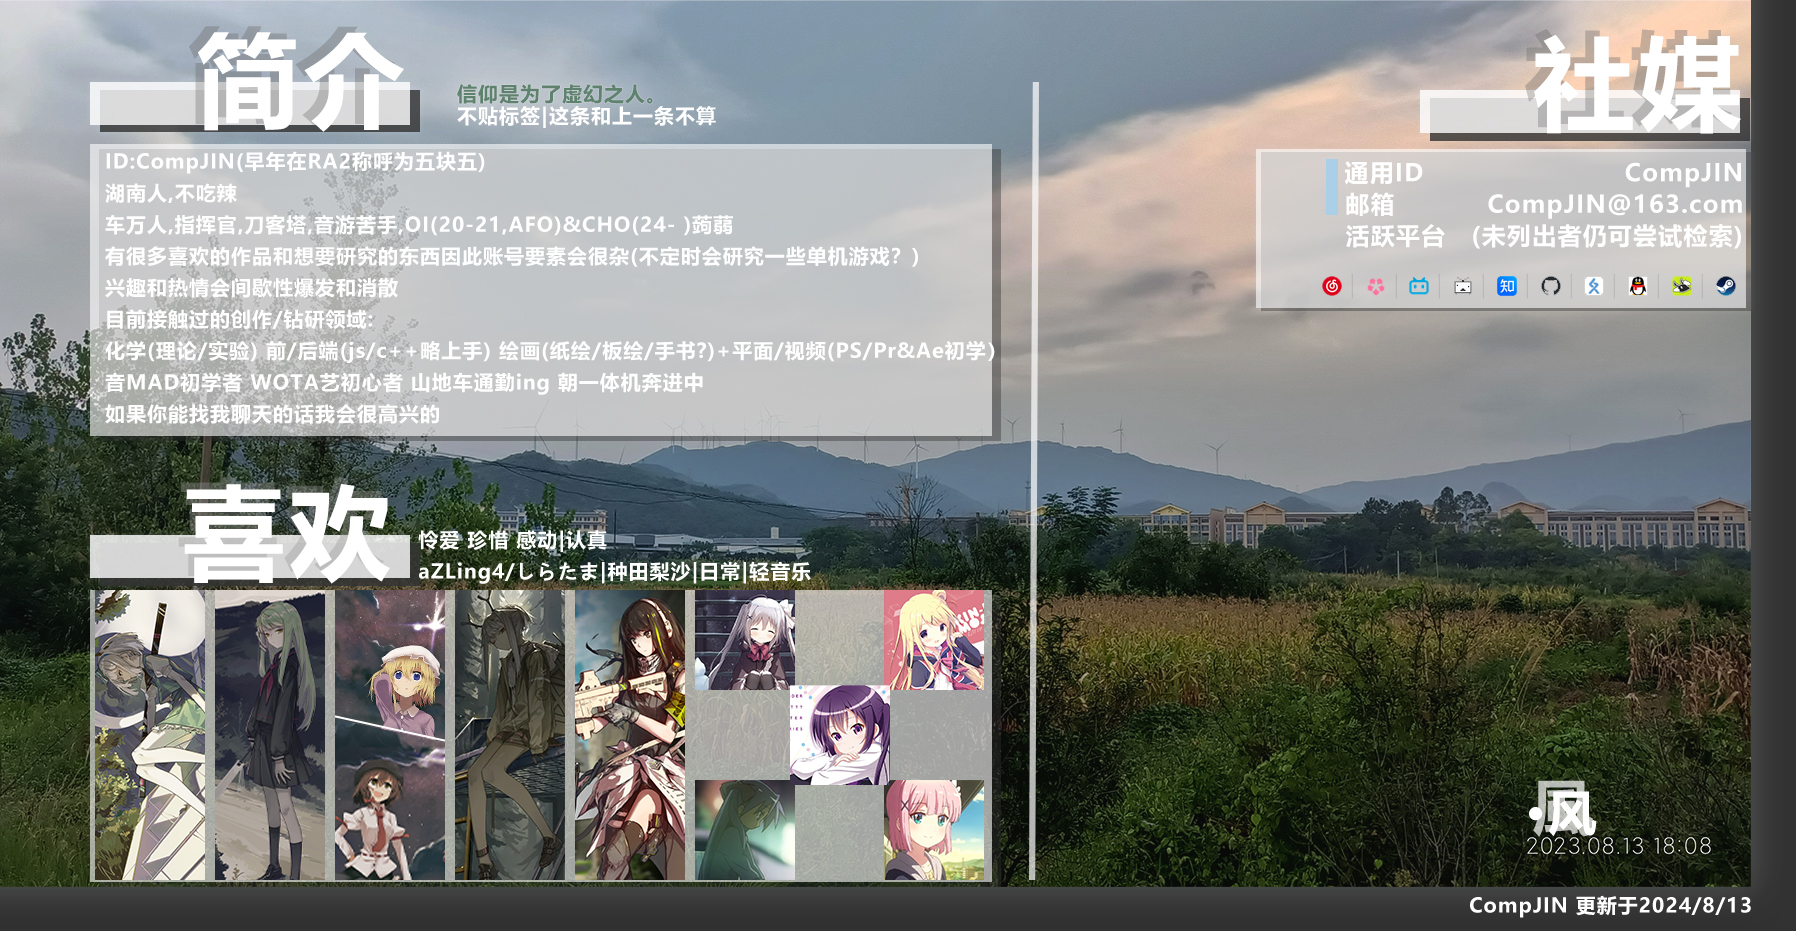 简介
信仰是为了虚幻之人。
不贴标签|这条和上一条不算
ID:CompJIN(早年在RA2称呼为五块五)
湖南人,不吃辣
车万人,指挥官,刀客塔,音游苦手,OI(20-21,AFO)&CHO(24- )蒟蒻
有很多喜欢的作品和想要研究的东西因此账号要素会很杂(不定时会研究一些单机游戏？)
兴趣和热情会间歇性爆发和消散
目前接触过的创作/钻研领域:
化学(理论/实验) 前/后端(js/c++略上手) 绘画(纸绘/板绘/手书?)+平面/视频(PS/Pr&Ae初学)
音MAD初学者 WOTA艺初心者 山地车通勤ing 朝一体机奔进中
如果你能找我聊天的话我会很高兴的
喜欢
怜爱 珍惜 感动|认真
aZLing4/しらたま|种田梨沙|日常|轻音乐
社媒
通用ID CompJIN
邮箱 CompJIN@163.com
活跃平台 (未列出者仍可尝试检索)
知
·风
2023.08.13 18:08
CompJIN 更新于2024/8/13